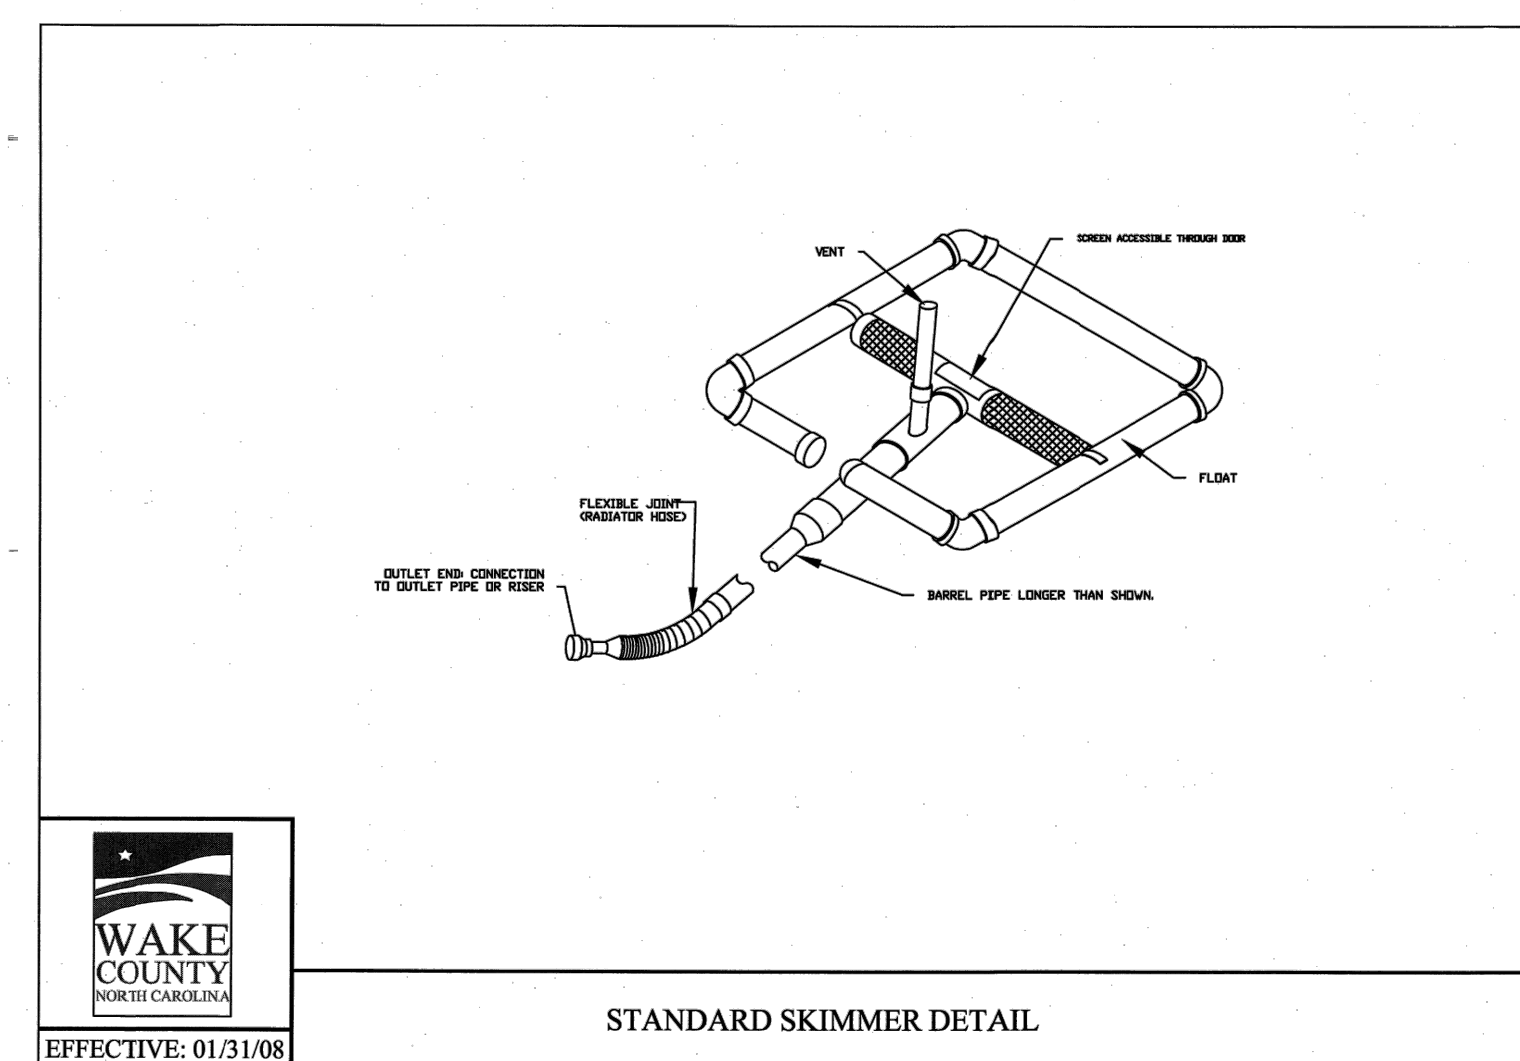 VENT
SCREEN ACCESSIBLE THROUGH DOOR
FLOAT
FLEXIBLE JOINT
(RADIATOR HOSE)
OUTLET END: CONNECTION
TO OUTLET PIPE OR RISER
BARREL PIPE LONGER THAN SHOWN.
WAKE
COUNTY
NORTH CAROLINA
EFFECTIVE: 01/31/08
STANDARD SKIMMER DETAIL